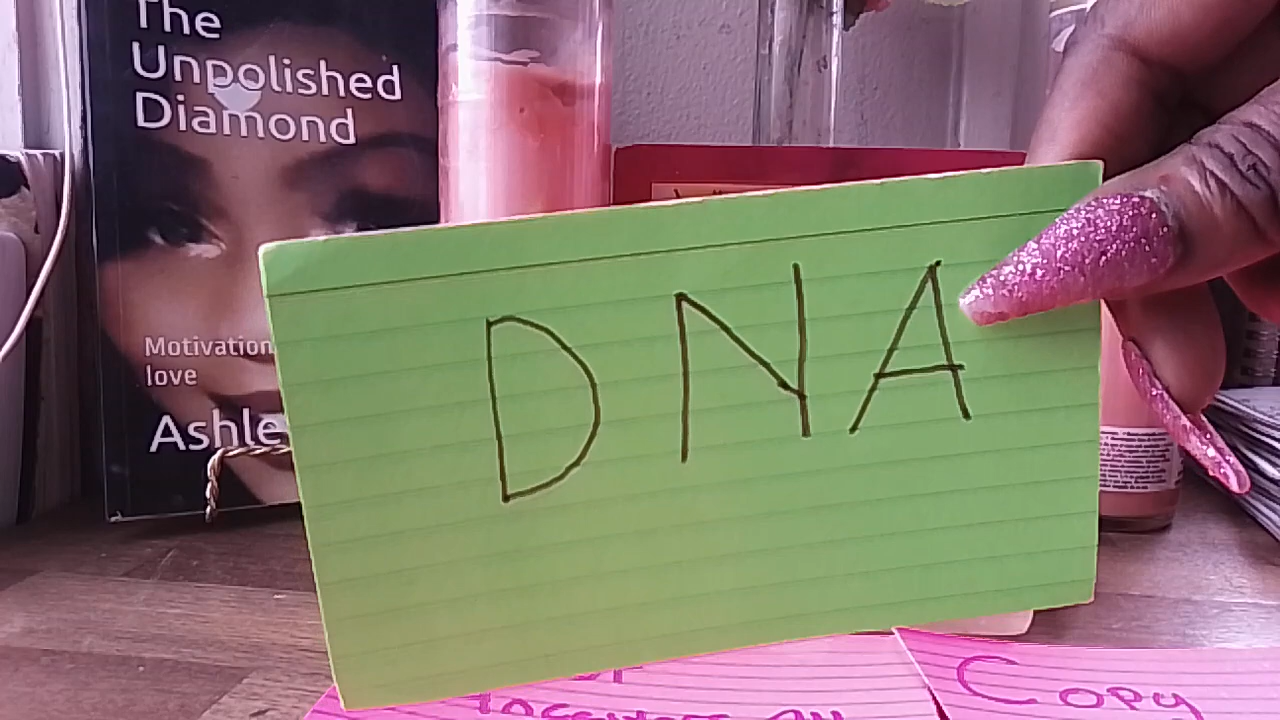 The
Unpolished
Diamond
Motivation
love
Ashle
DNA
Copy